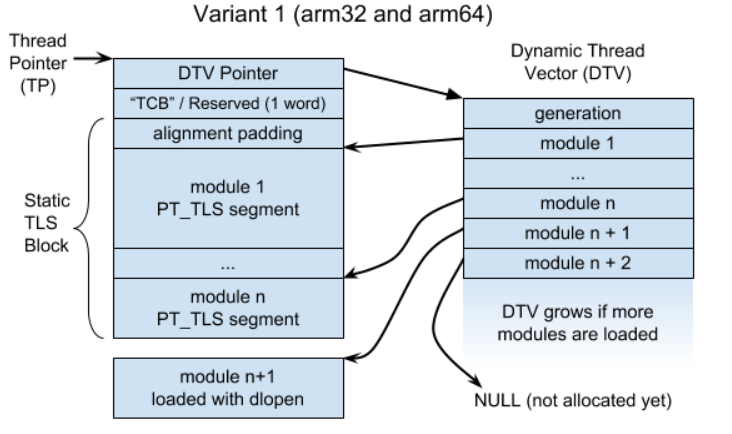 Variant 1 (arm32 and arm64)
Thread
Pointer
(TP)
DTV Pointer
“TCB” / Reserved (1 word)
alignment padding
module 1
PT_TLS segment
...
module n
PT_TLS segment
Static
TLS
Block
module n+1
loaded with dlopen
Dynamic Thread
Vector (DTV)
generation
module 1
...
module n
module n + 1
module n + 2
DTV grows if more
modules are loaded
NULL (not allocated yet)